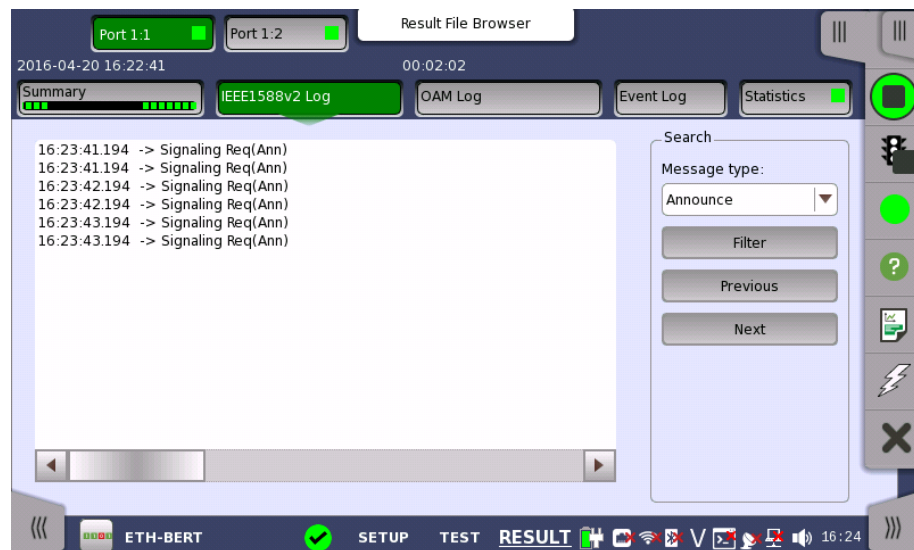 Port 1:1
Port 1:2
Result File Browser
2016-04-20 16:22:41
00:02:02
Summary
IEEE1588v2 Log
OAM Log
Event Log
Statistics
16:23:41.194 -> Signaling Req(Ann)
16:23:41.194 -> Signaling Req(Ann)
16:23:42.194 -> Signaling Req(Ann)
16:23:42.194 -> Signaling Req(Ann)
16:23:43.194 -> Signaling Req(Ann)
16:23:43.194 -> Signaling Req(Ann)
Search
Message type:
Announce
Filter
Previous
Next
ETH-BERT
SETUP
TEST
RESULT
V
16:24